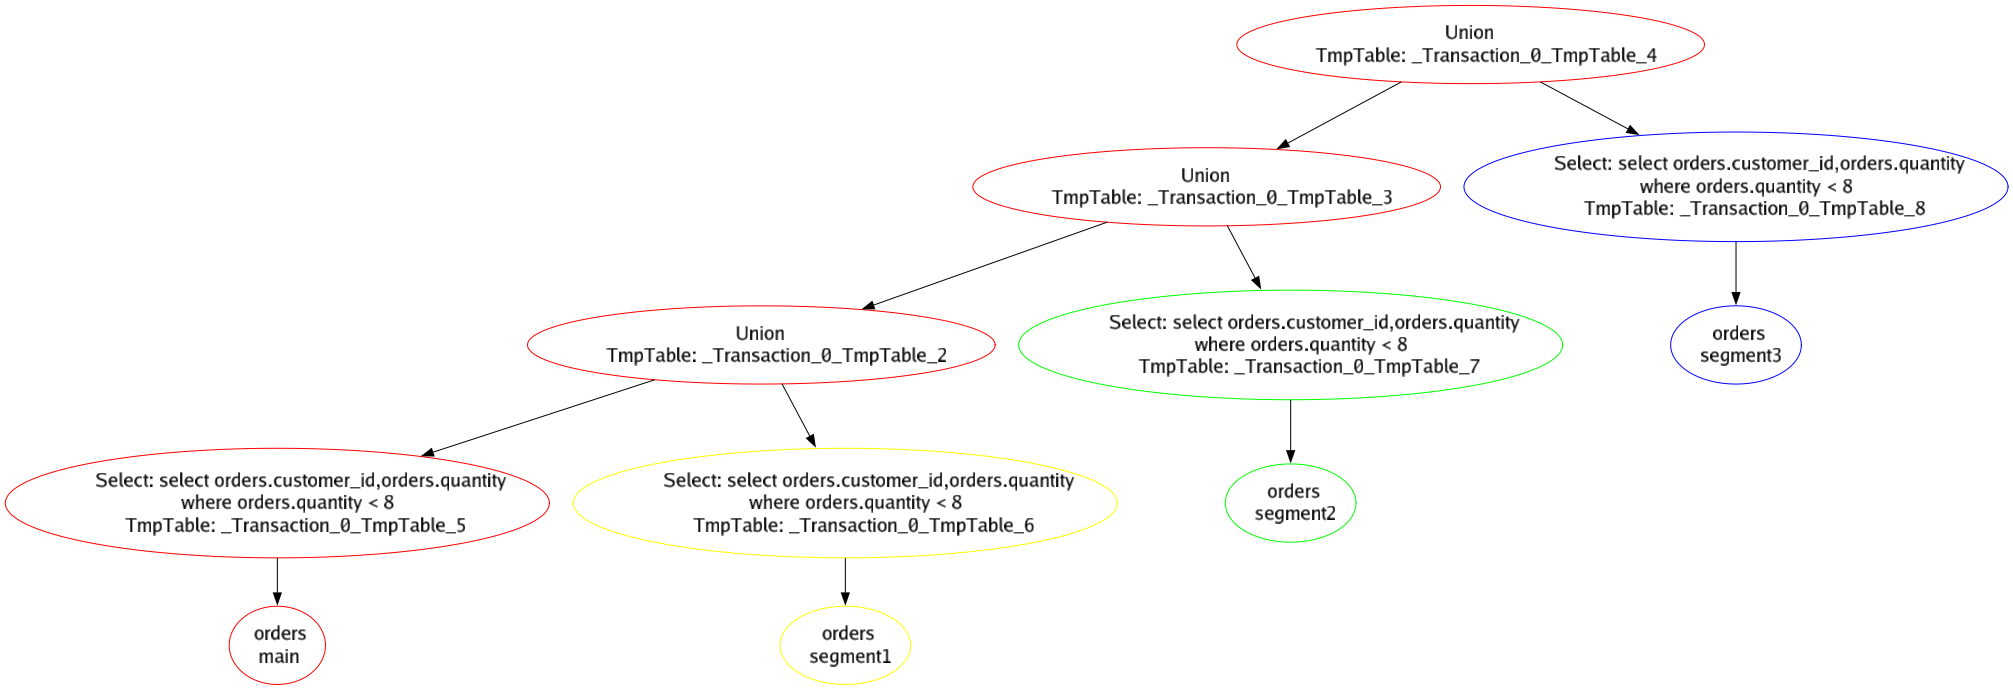 Union
TmpTable: _Transaction_0_TmpTable_4
Union
TmpTable: _Transaction_0_TmpTable_3
Select: select orders.customer_id,orders.quantity
where orders.quantity < 8
TmpTable: _Transaction_0_TmpTable_8
Union
TmpTable: _Transaction_0_TmpTable_2
Select: select orders.customer_id,orders.quantity
where orders.quantity < 8
TmpTable: _Transaction_0_TmpTable_7
orders
segment3
Select: select orders.customer_id,orders.quantity
where orders.quantity < 8
TmpTable: _Transaction_0_TmpTable_5
Select: select orders.customer_id,orders.quantity
where orders.quantity < 8
TmpTable: _Transaction_0_TmpTable_6
orders
segment2
orders
main
orders
segment1